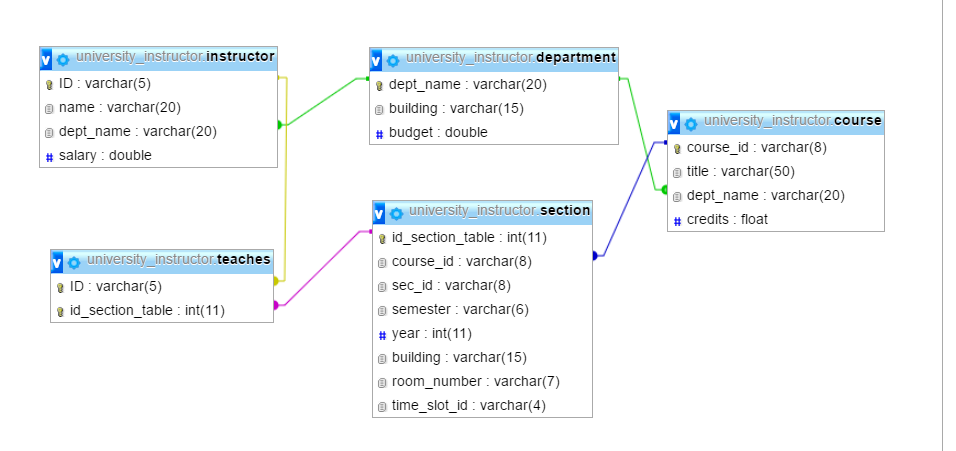 v university_instructor.instructor
ID : varchar(5)
name : varchar(20)
dept_name : varchar(20)
# salary : double
v university_instructor.department
dept_name : varchar(20)
building : varchar(15)
# budget : double
v university_instructor.course
course_id : varchar(8)
title : varchar(50)
dept_name : varchar(20)
# credits : float
v university_instructor.teaches
ID : varchar(5)
id_section_table : int(11)
v university_instructor.section
id_section_table : int(11)
course_id : varchar(8)
sec_id : varchar(8)
semester : varchar(6)
# year : int(11)
building : varchar(15)
room_number : varchar(7)
time_slot_id : varchar(4)